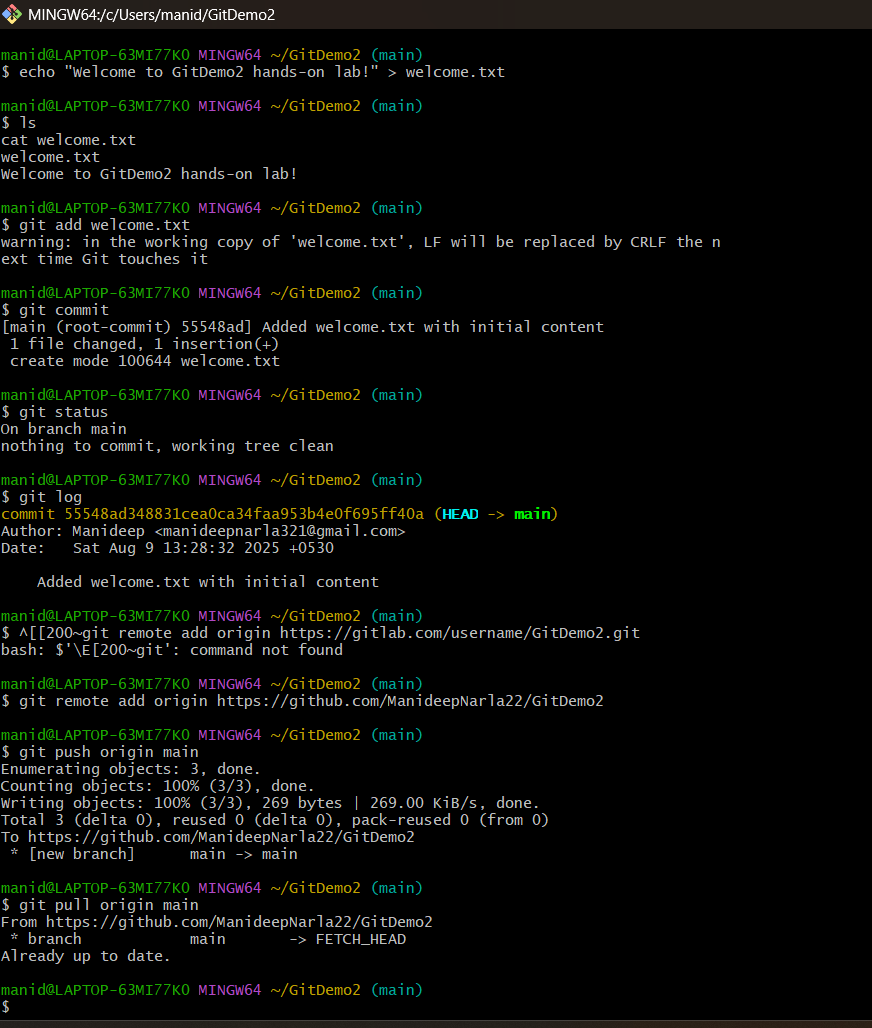 MINGW64:/c/Users/manid/GitDemo2
manid@LAPTOP-63MI77KO MINGW64 ~/GitDemo2 (main)
$ echo "Welcome to GitDemo2 hands-on lab!" > welcome.txt
manid@LAPTOP-63MI77KO MINGW64 ~/GitDemo2 (main)
$ ls
cat welcome.txt
welcome.txt
Welcome to GitDemo2 hands-on lab!
manid@LAPTOP-63MI77KO MINGW64 ~/GitDemo2 (main)
$ git add welcome.txt
warning: in the working copy of 'welcome.txt', LF will be replaced by CRLF the n
ext time Git touches it
manid@LAPTOP-63MI77KO MINGW64 ~/GitDemo2 (main)
$ git commit
[main (root-commit) 55548ad] Added welcome.txt with initial content
 1 file changed, 1 insertion(+)
 create mode 100644 welcome.txt
manid@LAPTOP-63MI77KO MINGW64 ~/GitDemo2 (main)
$ git status
On branch main
nothing to commit, working tree clean
manid@LAPTOP-63MI77KO MINGW64 ~/GitDemo2 (main)
$ git log
commit 55548ad348831cea0ca34faa953b4e0f695ff40a (HEAD -> main)
Author: Manideep <manideepnarla321@gmail.com>
Date:   Sat Aug 9 13:28:32 2025 +0530
    Added welcome.txt with initial content
manid@LAPTOP-63MI77KO MINGW64 ~/GitDemo2 (main)
$ ^[[200~git remote add origin https://gitlab.com/username/GitDemo2.git
bash: $'\E[200~git': command not found
manid@LAPTOP-63MI77KO MINGW64 ~/GitDemo2 (main)
$ git remote add origin https://github.com/ManideepNarla22/GitDemo2
manid@LAPTOP-63MI77KO MINGW64 ~/GitDemo2 (main)
$ git push origin main
Enumerating objects: 3, done.
Counting objects: 100% (3/3), done.
Writing objects: 100% (3/3), 269 bytes | 269.00 KiB/s, done.
Total 3 (delta 0), reused 0 (delta 0), pack-reused 0 (from 0)
To https://github.com/ManideepNarla22/GitDemo2
 * [new branch]      main -> main
manid@LAPTOP-63MI77KO MINGW64 ~/GitDemo2 (main)
$ git pull origin main
From https://github.com/ManideepNarla22/GitDemo2
 * branch            main       -> FETCH_HEAD
Already up to date.
manid@LAPTOP-63MI77KO MINGW64 ~/GitDemo2 (main)
$